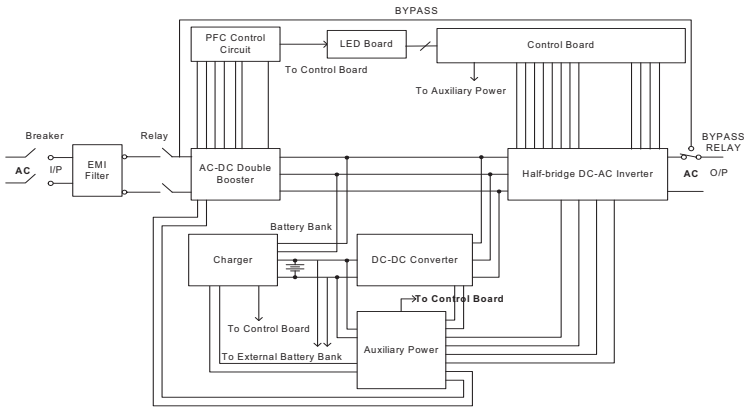 BYPASS
PFC Control
Circuit
LED Board
Control Board
To Control Board
To Auxiliary Power
Breaker
Relay
BYPASS
RELAY
AC
I/P
EMI
Filter
AC-DC Double
Booster
Half-bridge DC-AC Inverter
AC
O/P
Battery Bank
Charger
DC-DC Converter
To Control Board
To Control Board
To External Battery Bank
Auxiliary Power